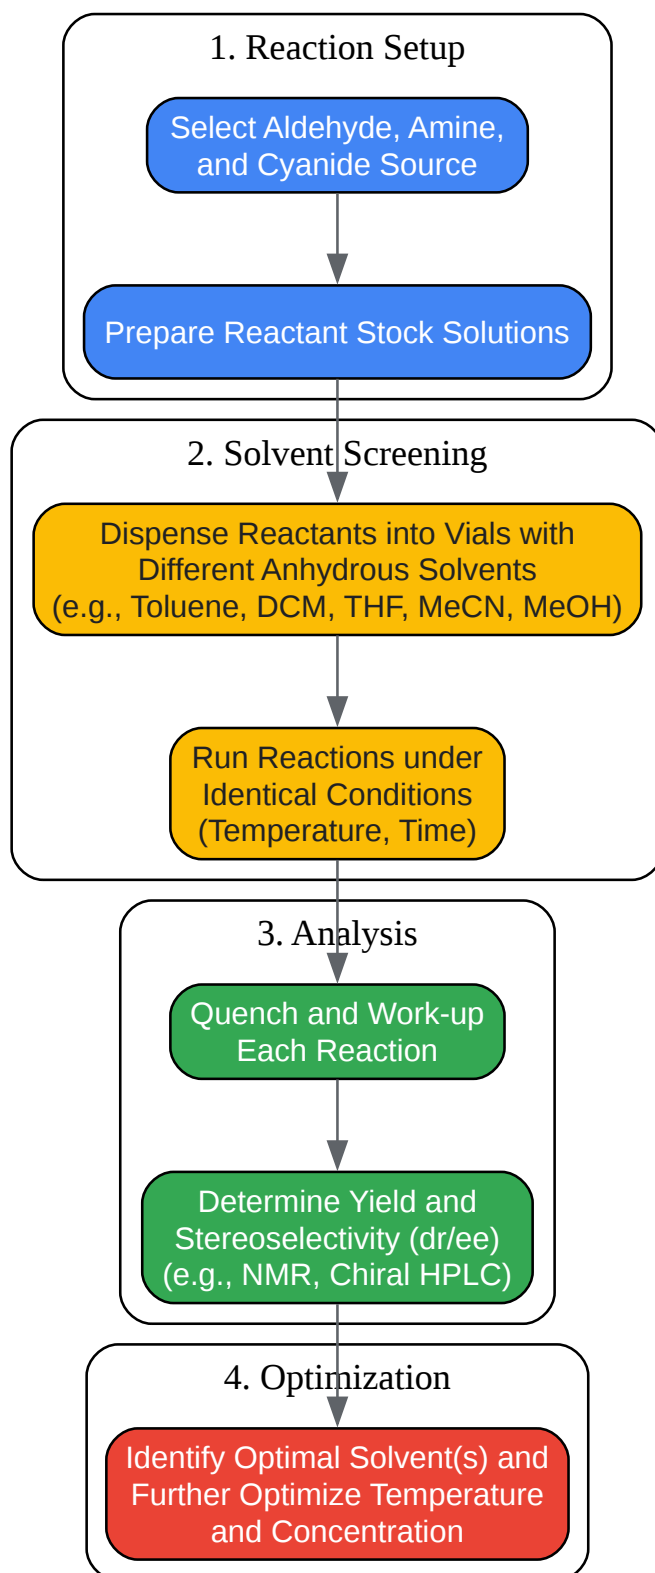 1. Reaction Setup
Select Aldehyde, Amine,
and Cyanide Source
Prepare Reactant Stock Solutions
2. Solvent Screening
Dispense Reactants into Vials with
Different Anhydrous Solvents
(e.g., Toluene, DCM, THF, MeCN, MeOH)
Run Reactions under
Identical Conditions
(Temperature, Time)
3. Analysis
Quench and Work-up
Each Reaction
Determine Yield and
Stereoselectivity (dr/ee)
(e.g., NMR, Chiral HPLC)
4. Optimization
Identify Optimal Solvent(s) and
Further Optimize Temperature
and Concentration